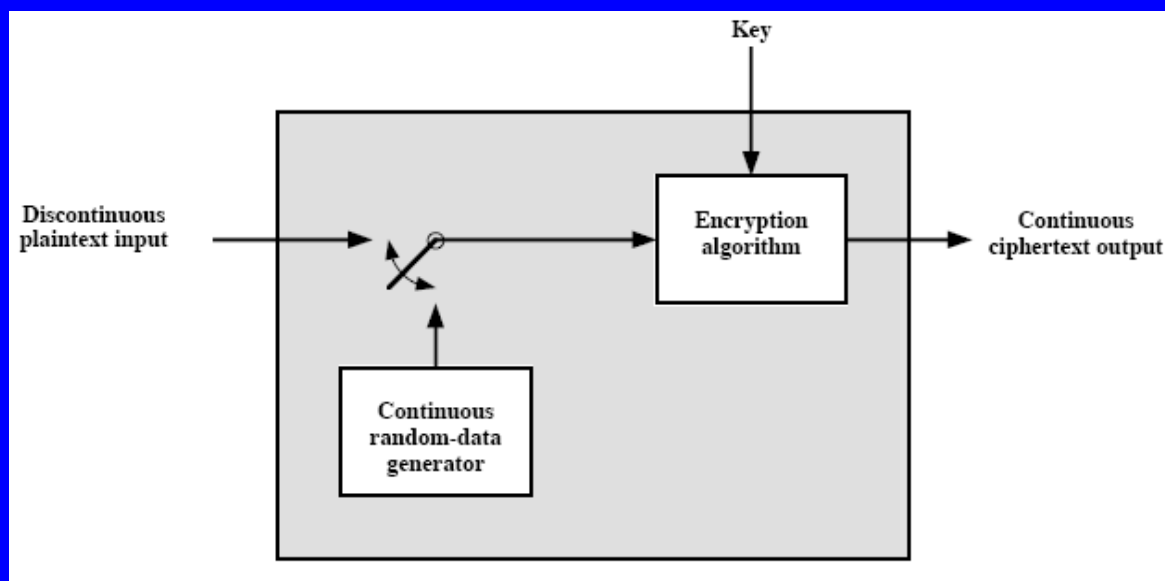 Key
Discontinuous
plaintext input
Encryption
algorithm
Continuous
ciphertext output
Continuous
random-data
generator